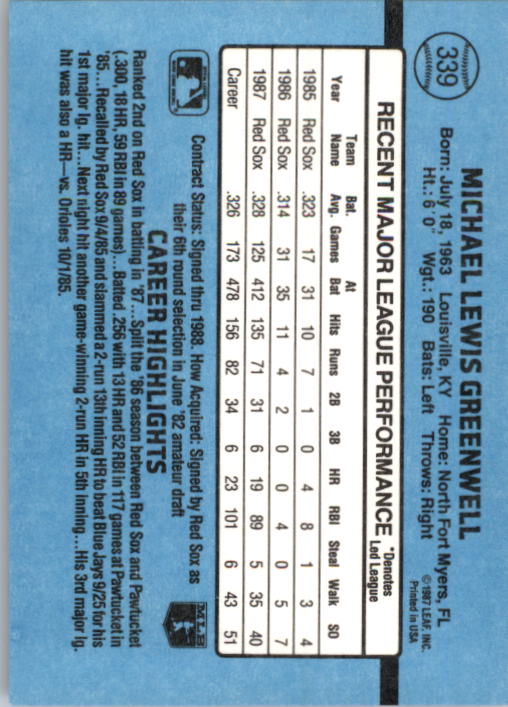 339
MICHAEL LEWIS GREENWELL
Born: July 18, 1963 Louisville, KY Home: North Fort Myers, FL
Ht.: 6' 0" Wgt.: 190 Bats: Left Throws: Right
©1987 LEAF, INC.
Printed in USA
RECENT MAJOR LEAGUE PERFORMANCE
*Denotes
Led League
Year Team Name Bat. Avg. Games At Bat Hits Runs 2B 3B HR RBI Steal Walk SO
1985 Red Sox .323 17 31 10 7 1 0 4 8 1 3 4
1986 Red Sox .314 31 35 11 4 2 0 0 4 0 5 7
1987 Red Sox .328 125 412 135 71 31 6 19 89 5 35 40
Career .326 173 478 156 82 34 6 23 101 6 43 51
Contract Status: Signed thru 1988. How Acquired: Signed by Red Sox as
their 6th round selection in June '82 amateur draft
MLB
CAREER HIGHLIGHTS
Ranked 2nd on Red Sox in batting in '87 ... Split the '86 season between Red Sox and Pawtucket
(.300, 18 HR, 59 RBI in 89 games) ... Batted .256 with 13 HR and 52 RBI in 117 games at Pawtucket in
'85 ... Recalled by Red Sox 9/4/85 and slammed a 2-run 13th inning HR to beat Blue Jays 9/25 for his
1st major lg. hit ... Next night hit another game-winning 2-run HR in 5th inning ... His 3rd major lg.
hit was also a HR—vs. Orioles 10/1/85.